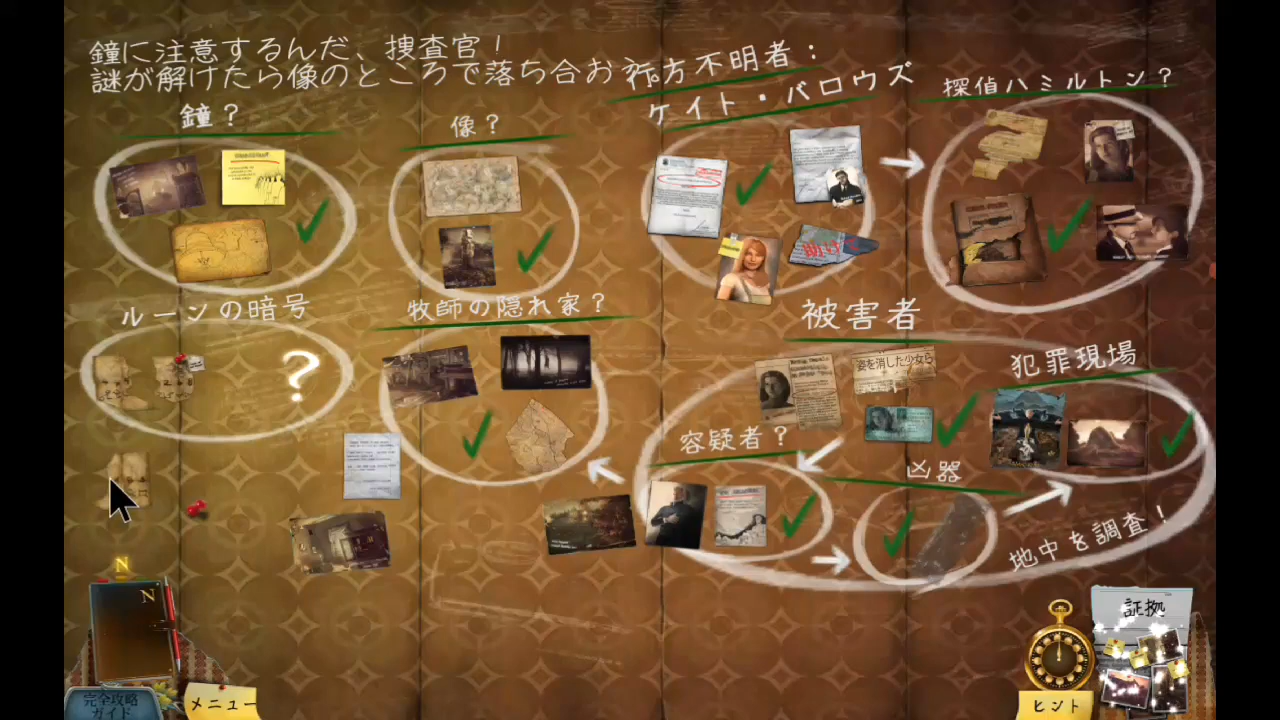 鐘に注意するんだ、捜査官！
謎が解けたら像のところで落ち合おう。
行方不明者：
ケイト・バロウズ
探偵ハミルトン？
鐘？
像？
ルーンの暗号
?
牧師の隠れ家？
被害者
姿を消した少女ら
犯罪現場
容疑者？
凶器
地中を調査！
N
N
完全攻略
ガイド
メニュー
証拠
ヒント